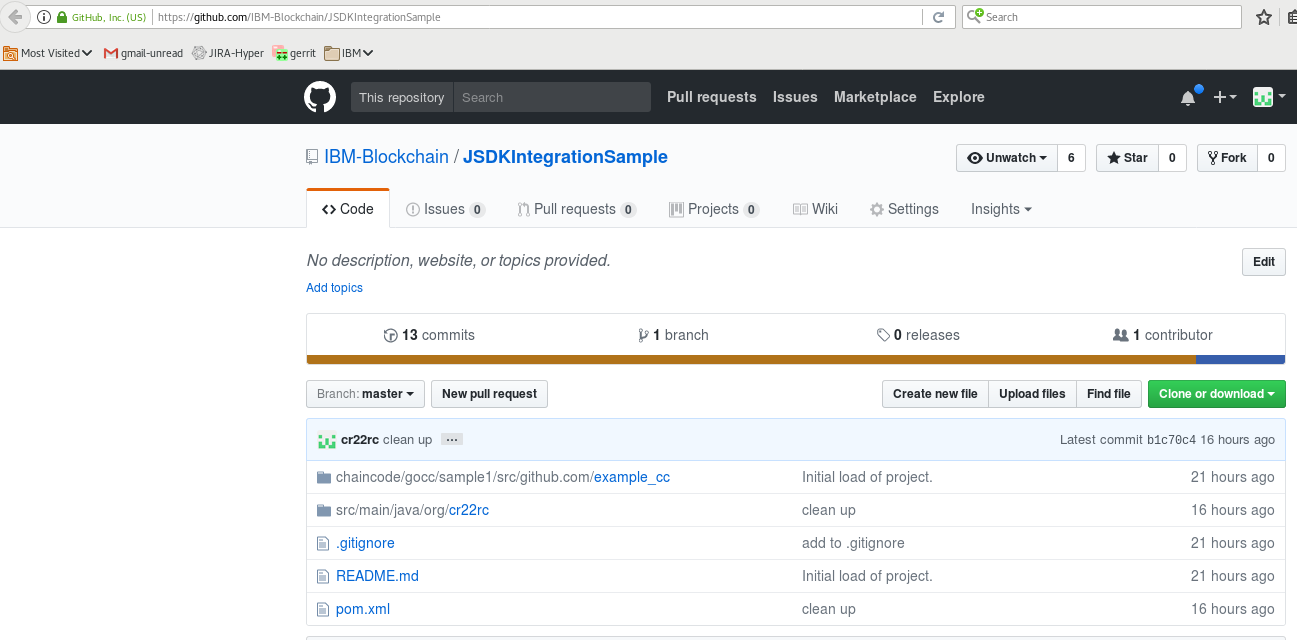 GitHub, Inc. (US) https://github.com/IBM-Blockchain/JSDKIntegrationSample Search
Most Visited gmail-unread JIRA-Hyper gerrit IBM
This repository Search Pull requests Issues Marketplace Explore
IBM-Blockchain / JSDKIntegrationSample Unwatch 6 Star 0 Fork 0
Code Issues 0 Pull requests 0 Projects 0 Wiki Settings Insights
No description, website, or topics provided. Edit
Add topics
13 commits 1 branch 0 releases 1 contributor
Branch: master New pull request Create new file Upload files Find file Clone or download
cr22rc clean up ... Latest commit b1c70c4 16 hours ago
chaincode/gocc/sample1/src/github.com/example_cc Initial load of project. 21 hours ago
src/main/java/org/cr22rc clean up 16 hours ago
.gitignore add to .gitignore 21 hours ago
README.md Initial load of project. 21 hours ago
pom.xml clean up 16 hours ago